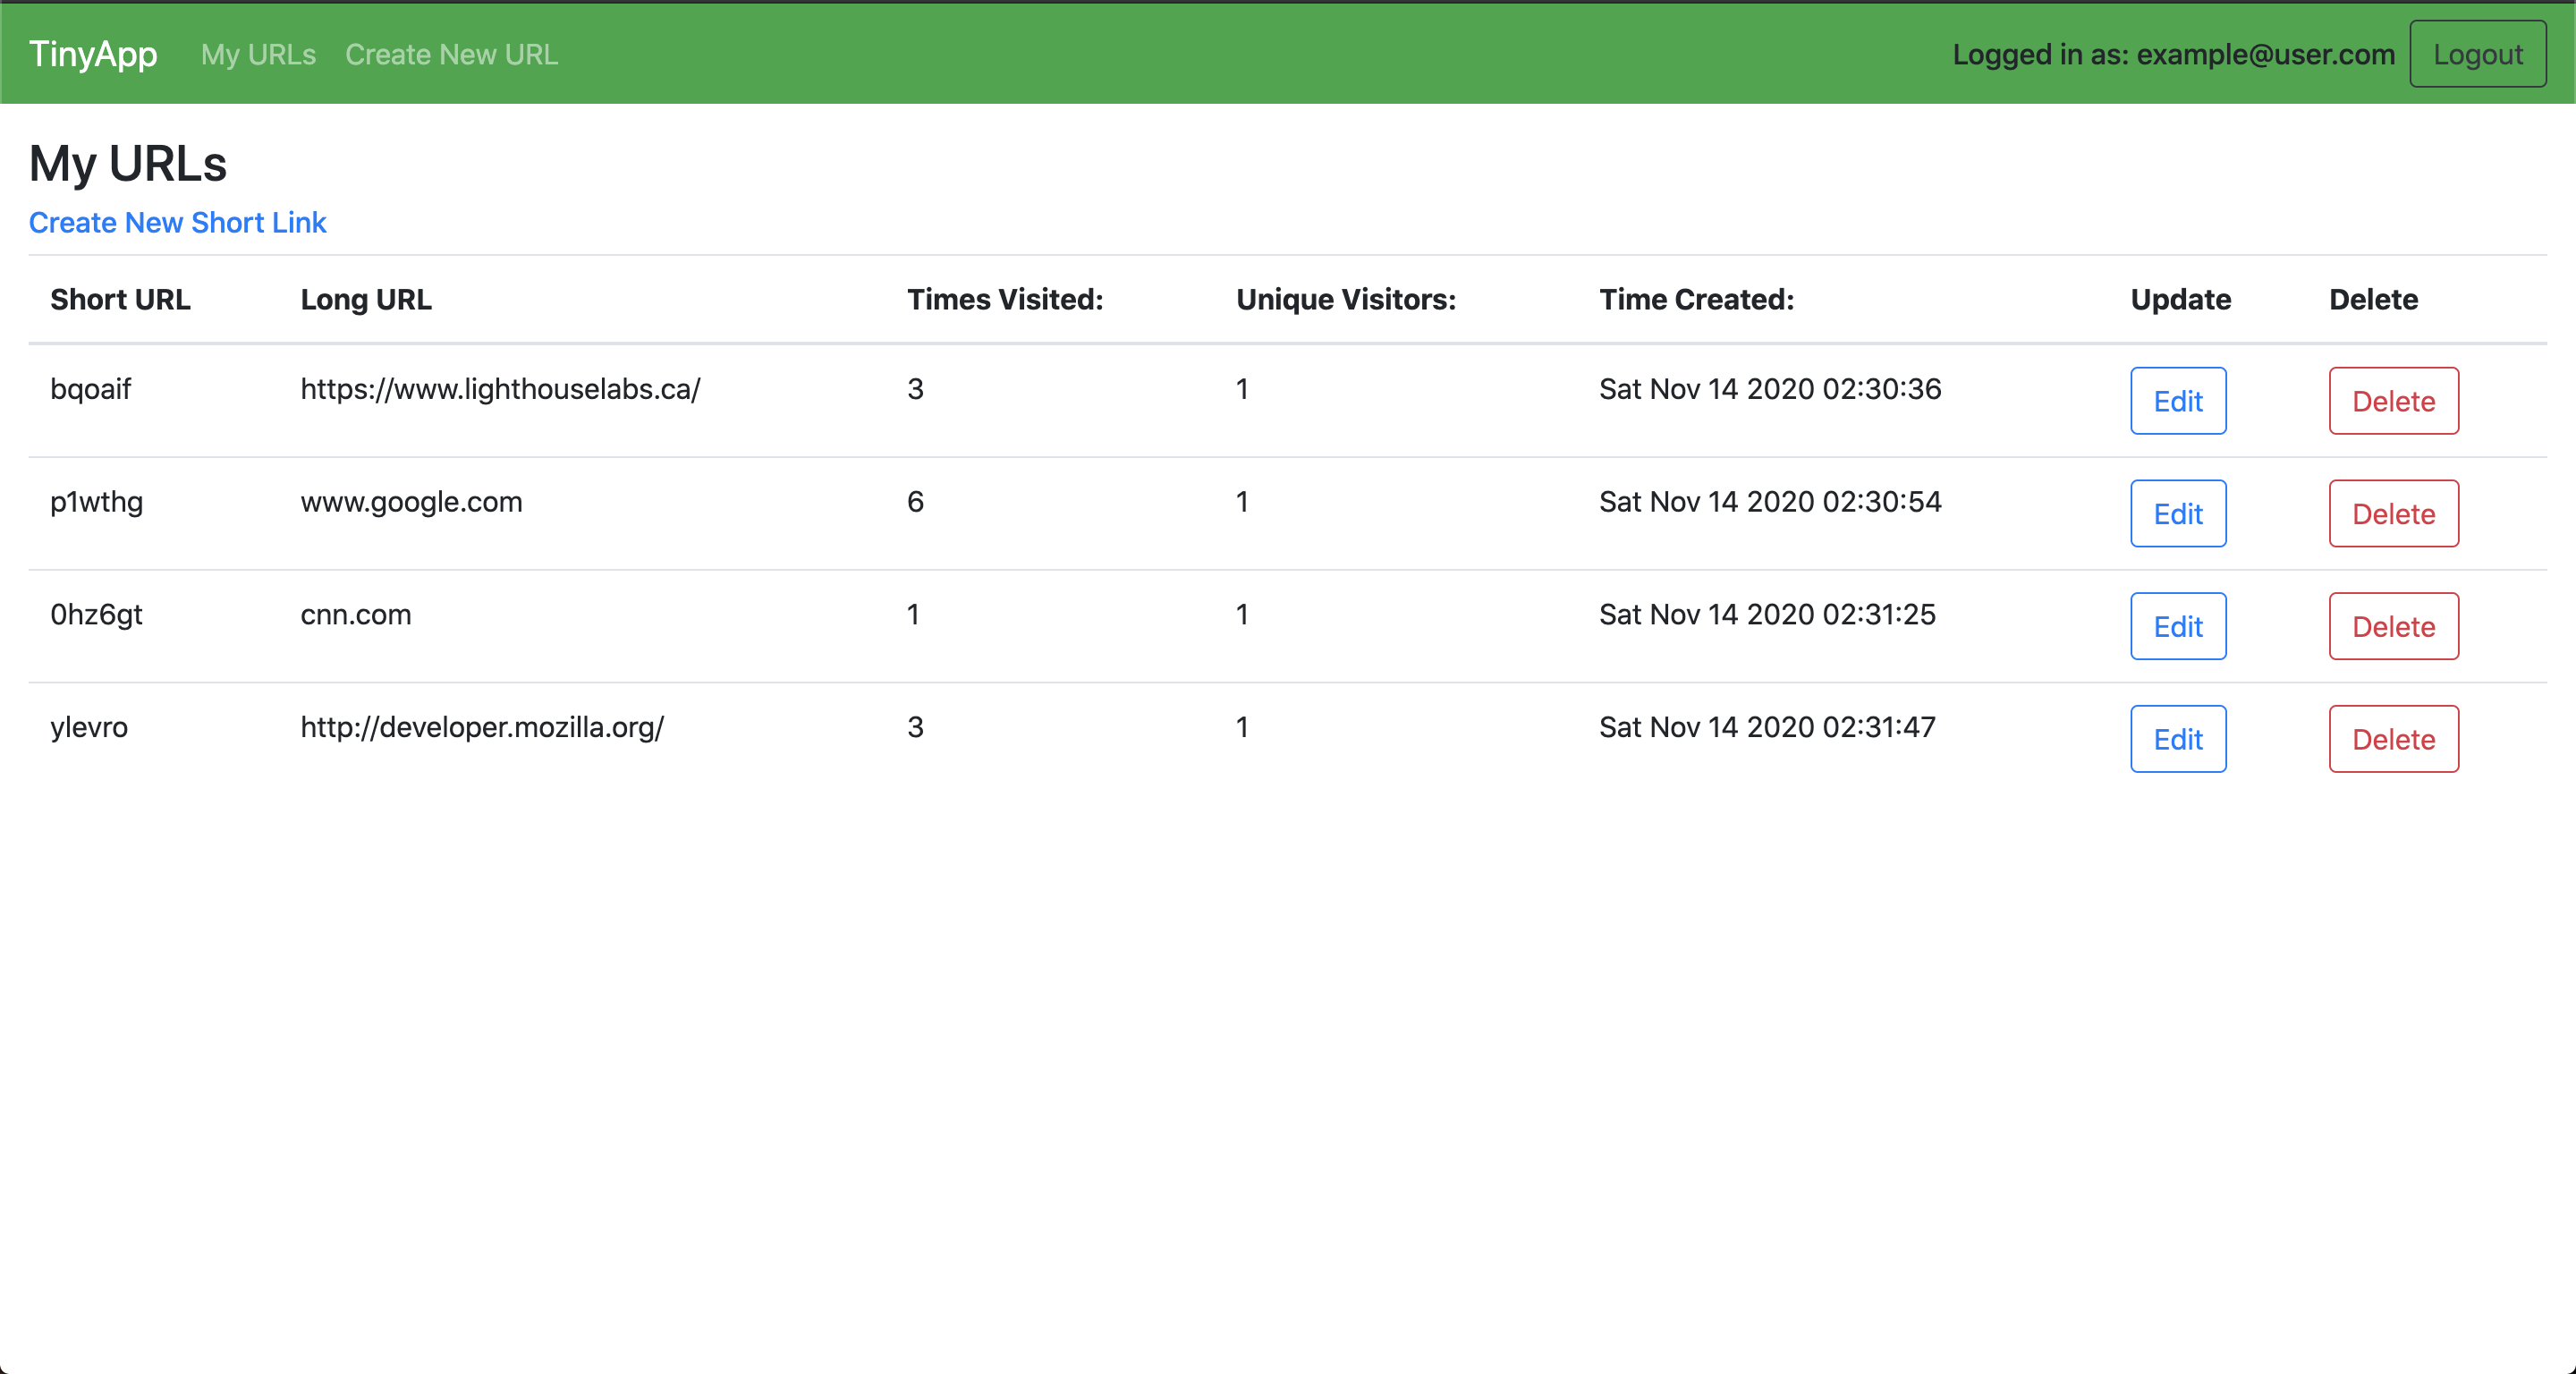 TinyApp My URLs Create New URL Logged in as: example@user.com Logout
My URLs
Create New Short Link
Short URL Long URL Times Visited: Unique Visitors: Time Created: Update Delete
bqoaif https://www.lighthouselabs.ca/ 3 1 Sat Nov 14 2020 02:30:36 Edit Delete
p1wthg www.google.com 6 1 Sat Nov 14 2020 02:30:54 Edit Delete
0hz6gt cnn.com 1 1 Sat Nov 14 2020 02:31:25 Edit Delete
ylevro http://developer.mozilla.org/ 3 1 Sat Nov 14 2020 02:31:47 Edit Delete